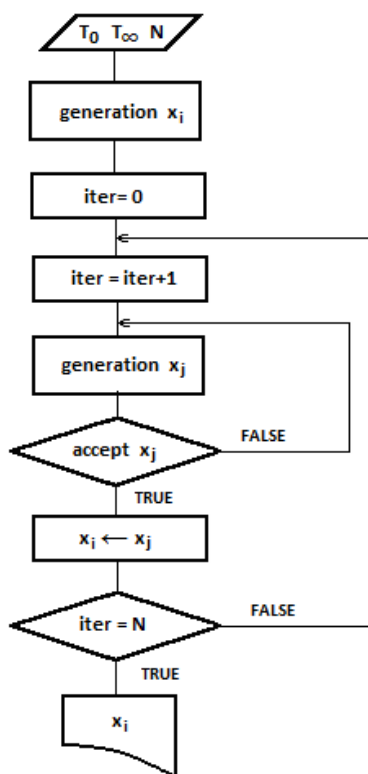 T₀ T∞ N
generation xᵢ
iter= 0
iter = iter+1
generation xⱼ
accept xⱼ
FALSE
TRUE
xᵢ ← xⱼ
iter = N
FALSE
TRUE
xᵢ